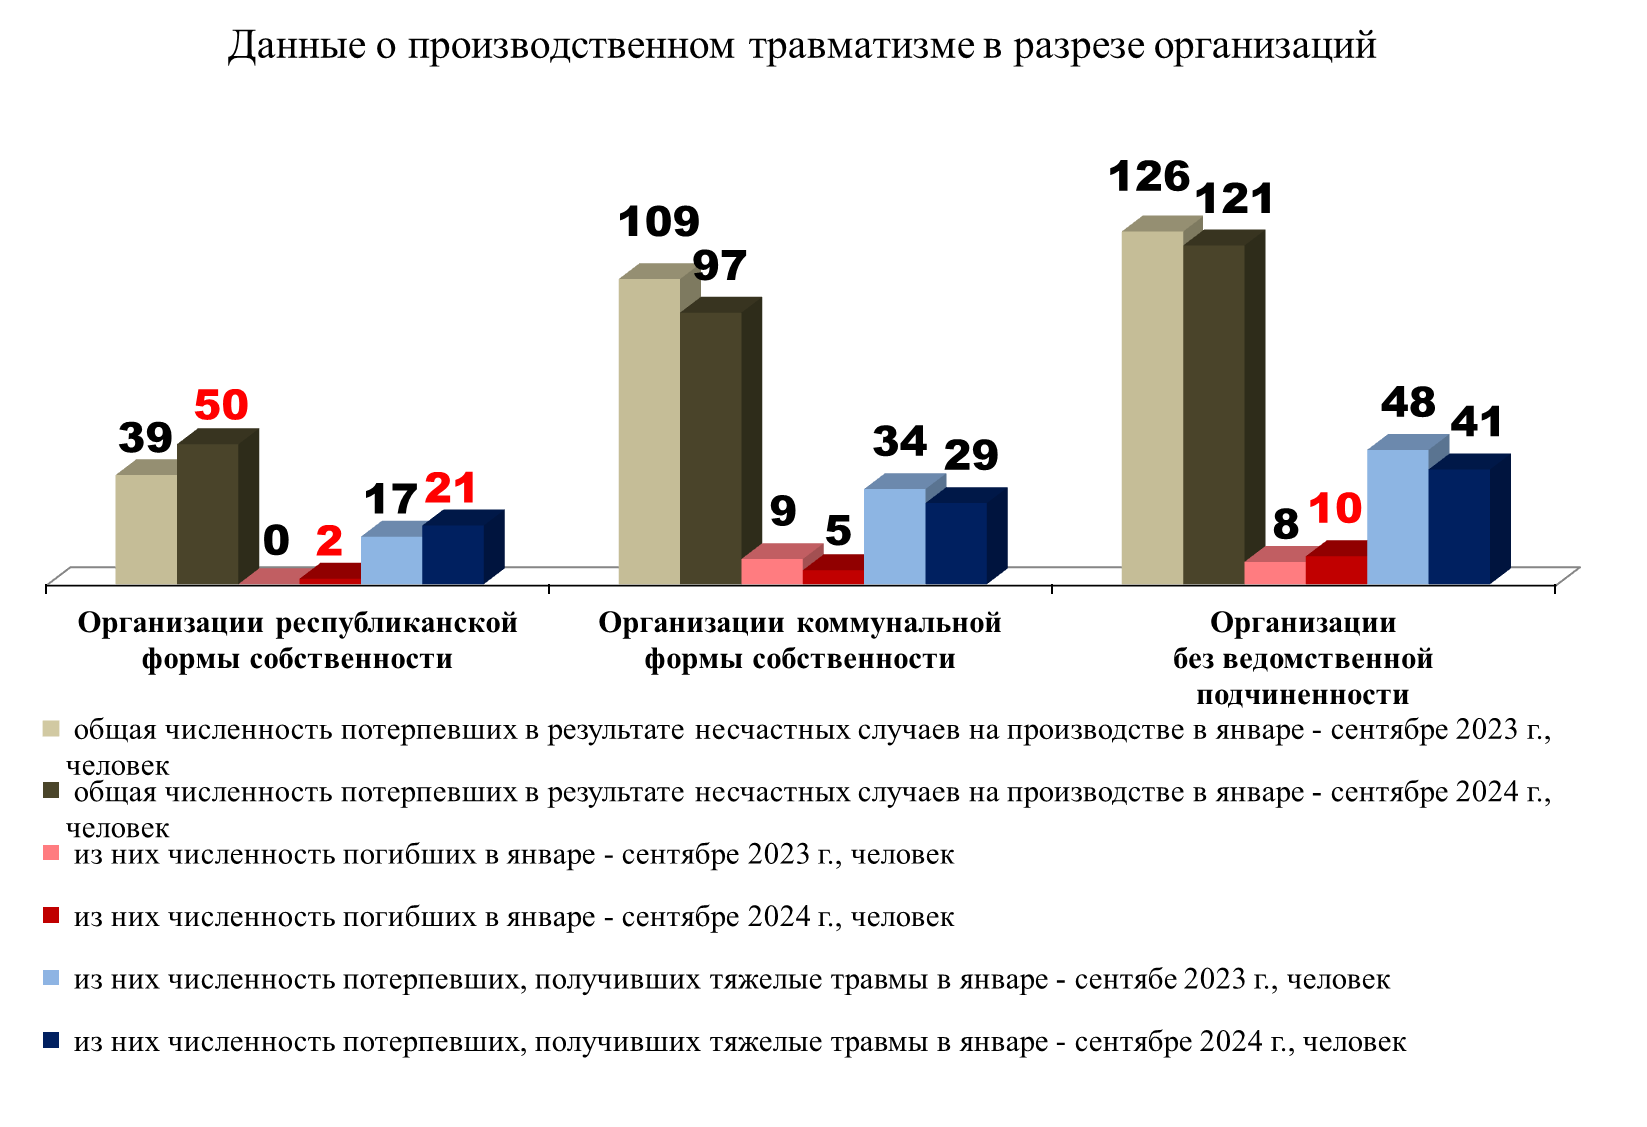 Данные о производственном травматизме в разрезе организаций
39
50
0
2
17
21
109
97
9
5
34
29
126
121
8
10
48
41
Организации республиканской
формы собственности
Организации коммунальной
формы собственности
Организации
без ведомственной
подчиненности
общая численность потерпевших в результате несчастных случаев на производстве в январе - сентябре 2023 г.,
человек
общая численность потерпевших в результате несчастных случаев на производстве в январе - сентябре 2024 г.,
человек
из них численность погибших в январе - сентябре 2023 г., человек
из них численность погибших в январе - сентябре 2024 г., человек
из них численность потерпевших, получивших тяжелые травмы в январе - сентябе 2023 г., человек
из них численность потерпевших, получивших тяжелые травмы в январе - сентябре 2024 г., человек